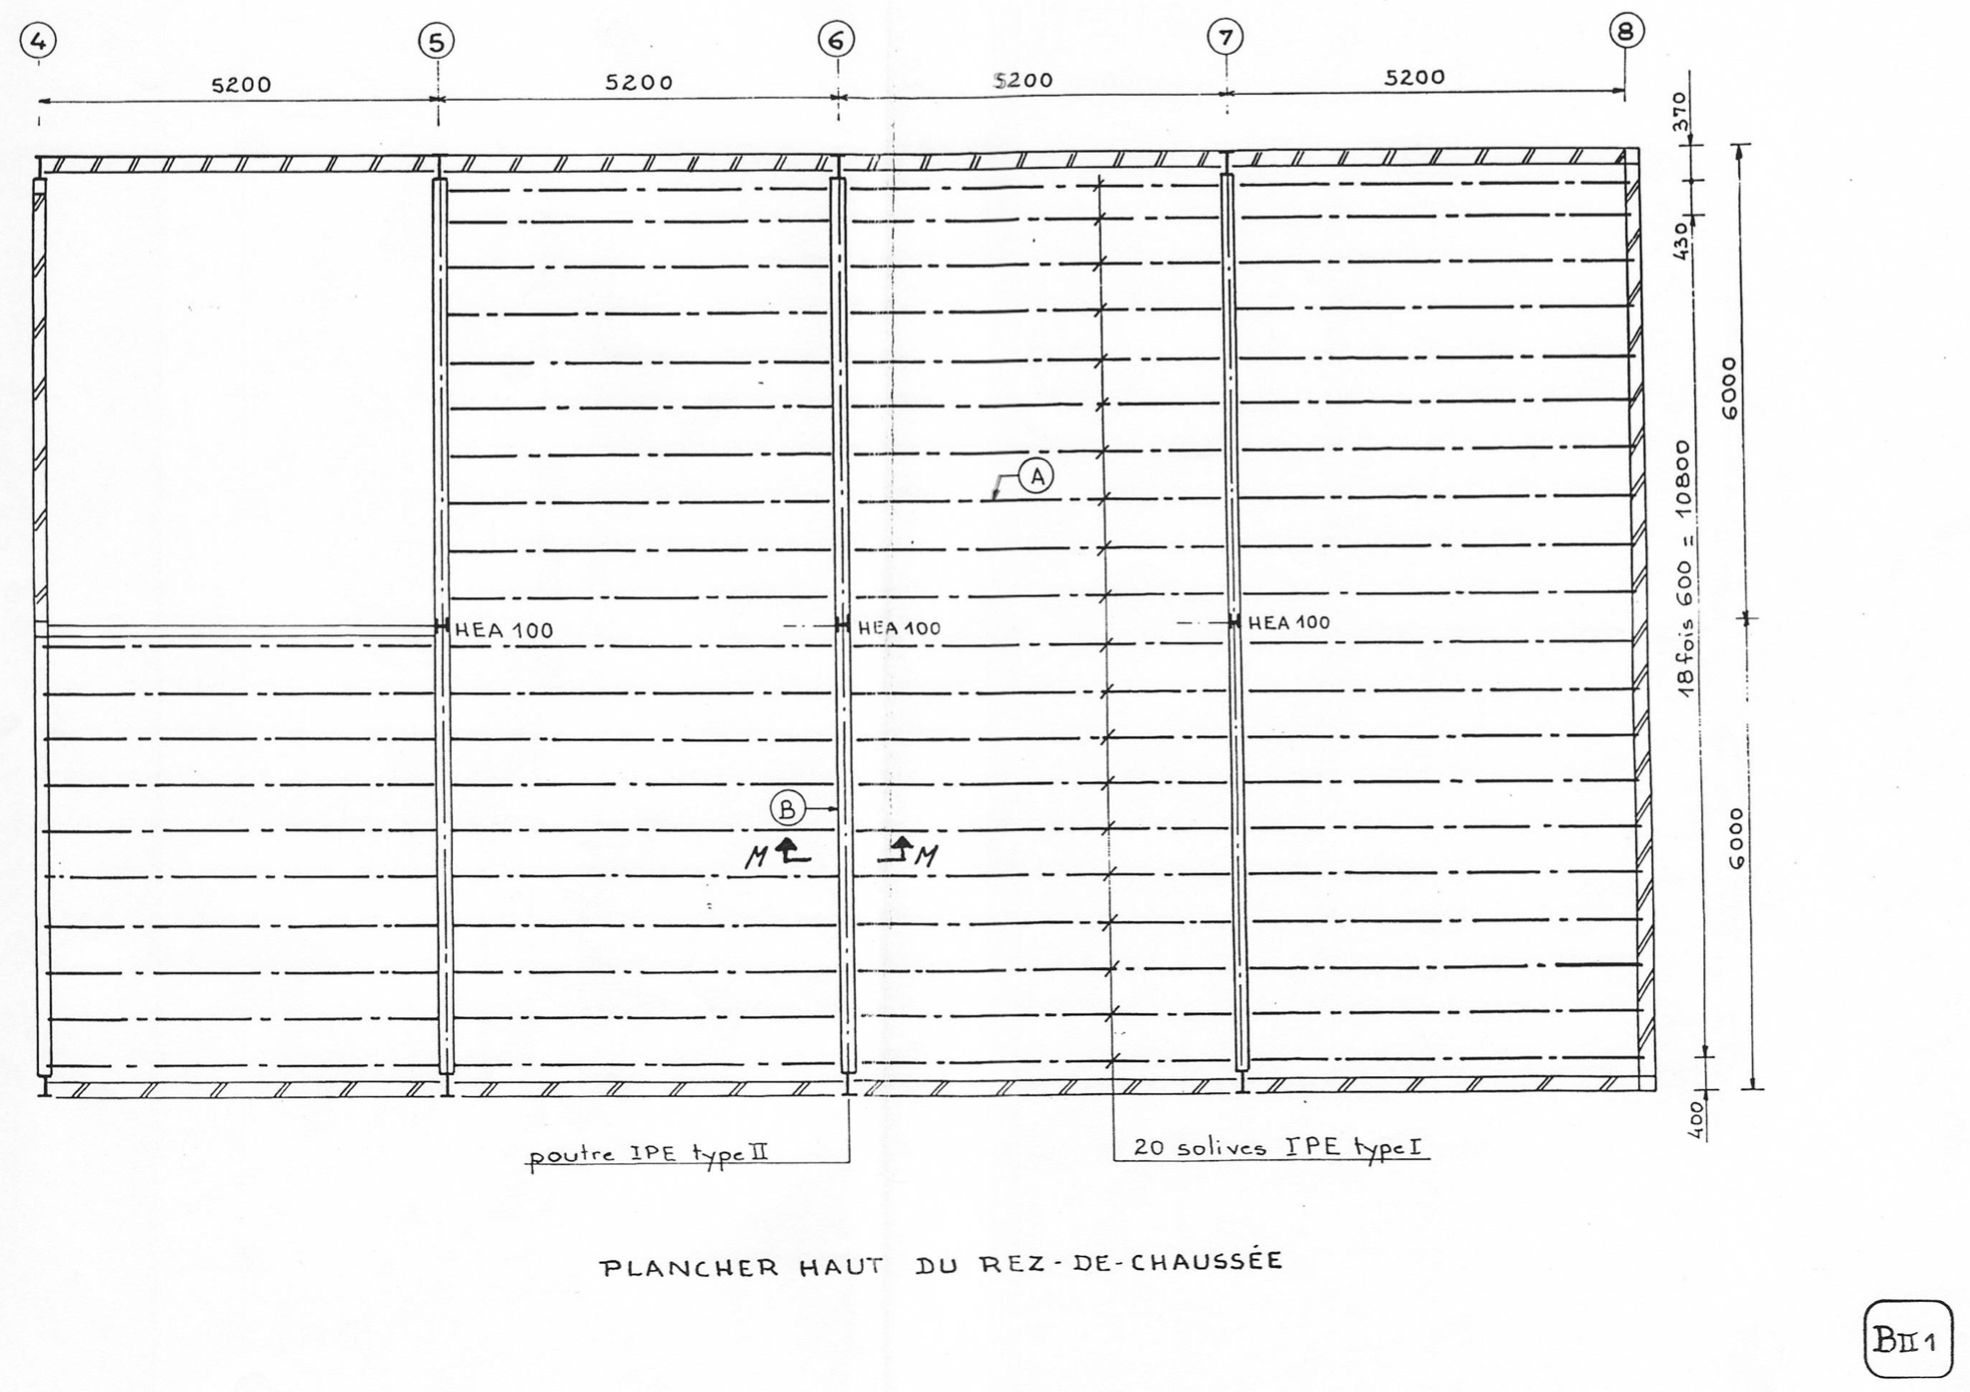 4 5 6 7 8
5200 5200 5200 5200
370
430
6000
18 fois 600 = 10800
A
HEA 100 HEA 100 HEA 100
B
M M
6000
400
poutre IPE type II
20 solives IPE type I
PLANCHER HAUT DU REZ-DE-CHAUSSÉE
BII1